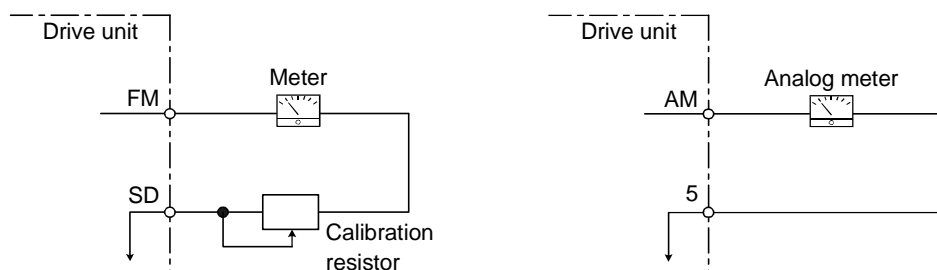 Drive unit
Meter
FM
SD
Calibration
resistor
Drive unit
Analog meter
AM
5